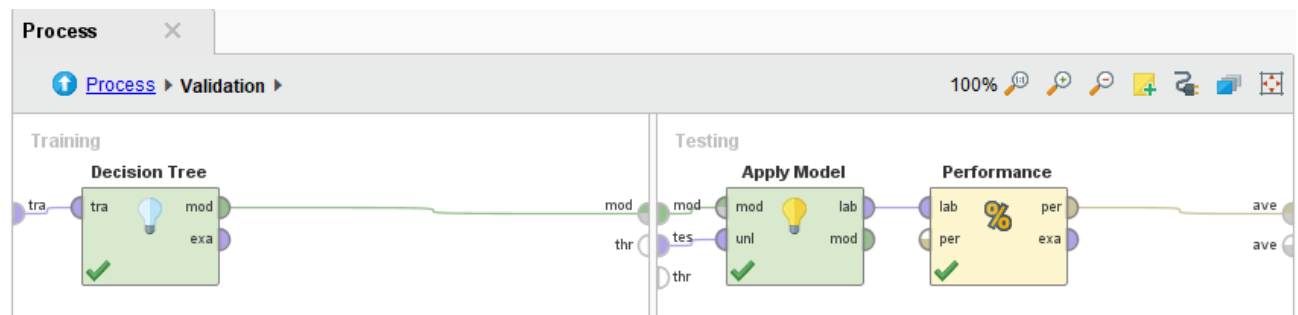 Process
Process Validation
100%
Training
Testing
Decision Tree
Apply Model
Performance
tra
tra
mod
exa
mod
thr
mod
tes
thr
mod
unl
lab
mod
lab
per
%
per
exa
ave
ave